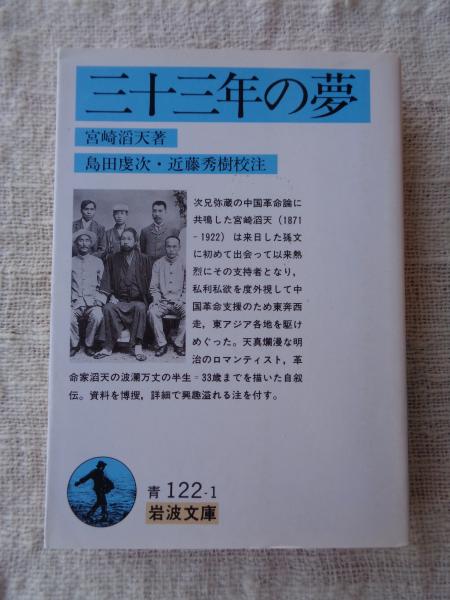 三十三年の夢
宮崎滔天著
島田虔次・近藤秀樹校注
次兄弥蔵の中国革命論に
共鳴した宮崎滔天（1871
-1922）は来日した孫文
に初めて出会って以来熱
烈にその支持者となり，
私利私欲を度外視して中
国革命支援のため東奔西
走，東アジア各地を駆け
めぐった。天真爛漫な明
治のロマンティスト，革
命家滔天の波瀾万丈の半生=33歳までを描いた自叙
伝。資料を博捜，詳細で興趣溢れる注を付す。
青122-1
岩波文庫